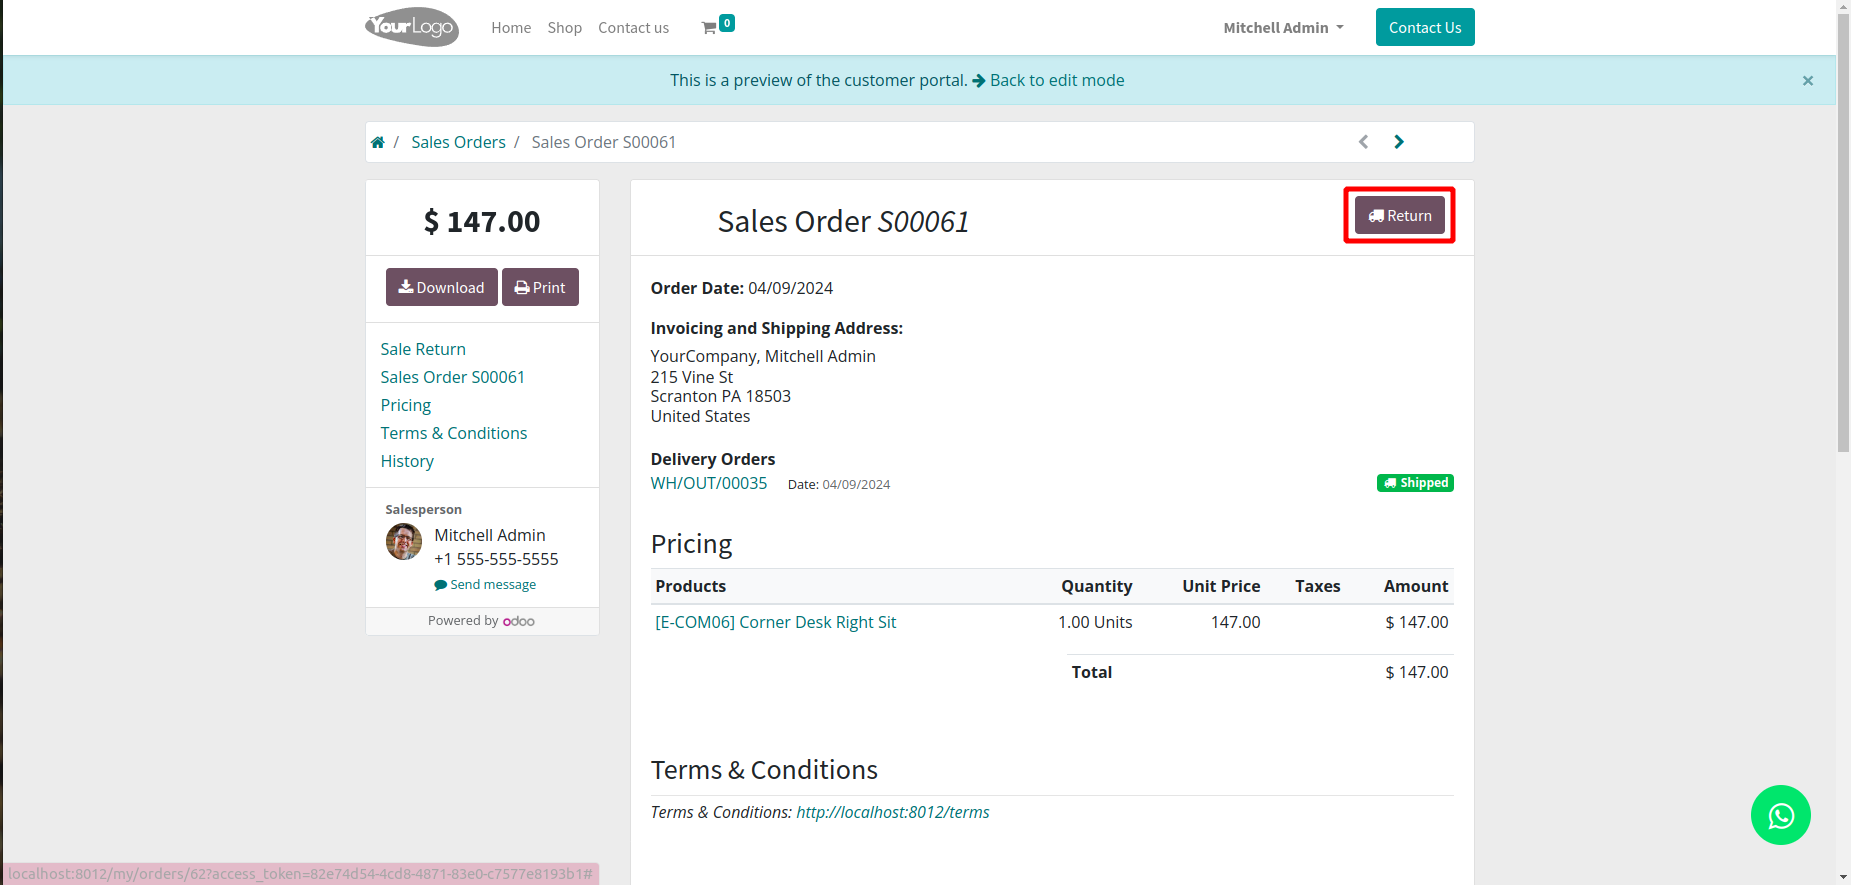 YourLogo
Home Shop Contact us 0
Mitchell Admin
Contact Us
This is a preview of the customer portal. Back to edit mode
×
/ Sales Orders / Sales Order S00061
$ 147.00
Download Print
Sale Return
Sales Order S00061
Pricing
Terms & Conditions
History
Salesperson
Mitchell Admin
+1 555-555-5555
Send message
Powered by odoo
Sales Order S00061
Return
Order Date: 04/09/2024
Invoicing and Shipping Address:
YourCompany, Mitchell Admin
215 Vine St
Scranton PA 18503
United States
Delivery Orders
WH/OUT/00035 Date: 04/09/2024 Shipped
Pricing
Products Quantity Unit Price Taxes Amount
[E-COM06] Corner Desk Right Sit 1.00 Units 147.00 $ 147.00
Total $ 147.00
Terms & Conditions
Terms & Conditions: http://localhost:8012/terms
localhost:8012/my/orders/62?access_token=82e74d54-4cd8-4871-83e0-c7577e8193b1#